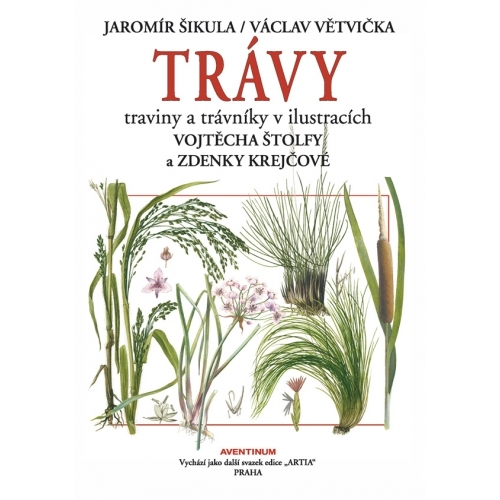 JAROMÍR ŠIKULA / VÁCLAV VĚTVIČKA
TRÁVY
traviny a trávníky v ilustracích
VOJTĚCHA ŠTOLFY
a ZDENKY KREJČOVÉ
AVENTINUM
Vychází jako další svazek edice „ARTIA“
PRAHA